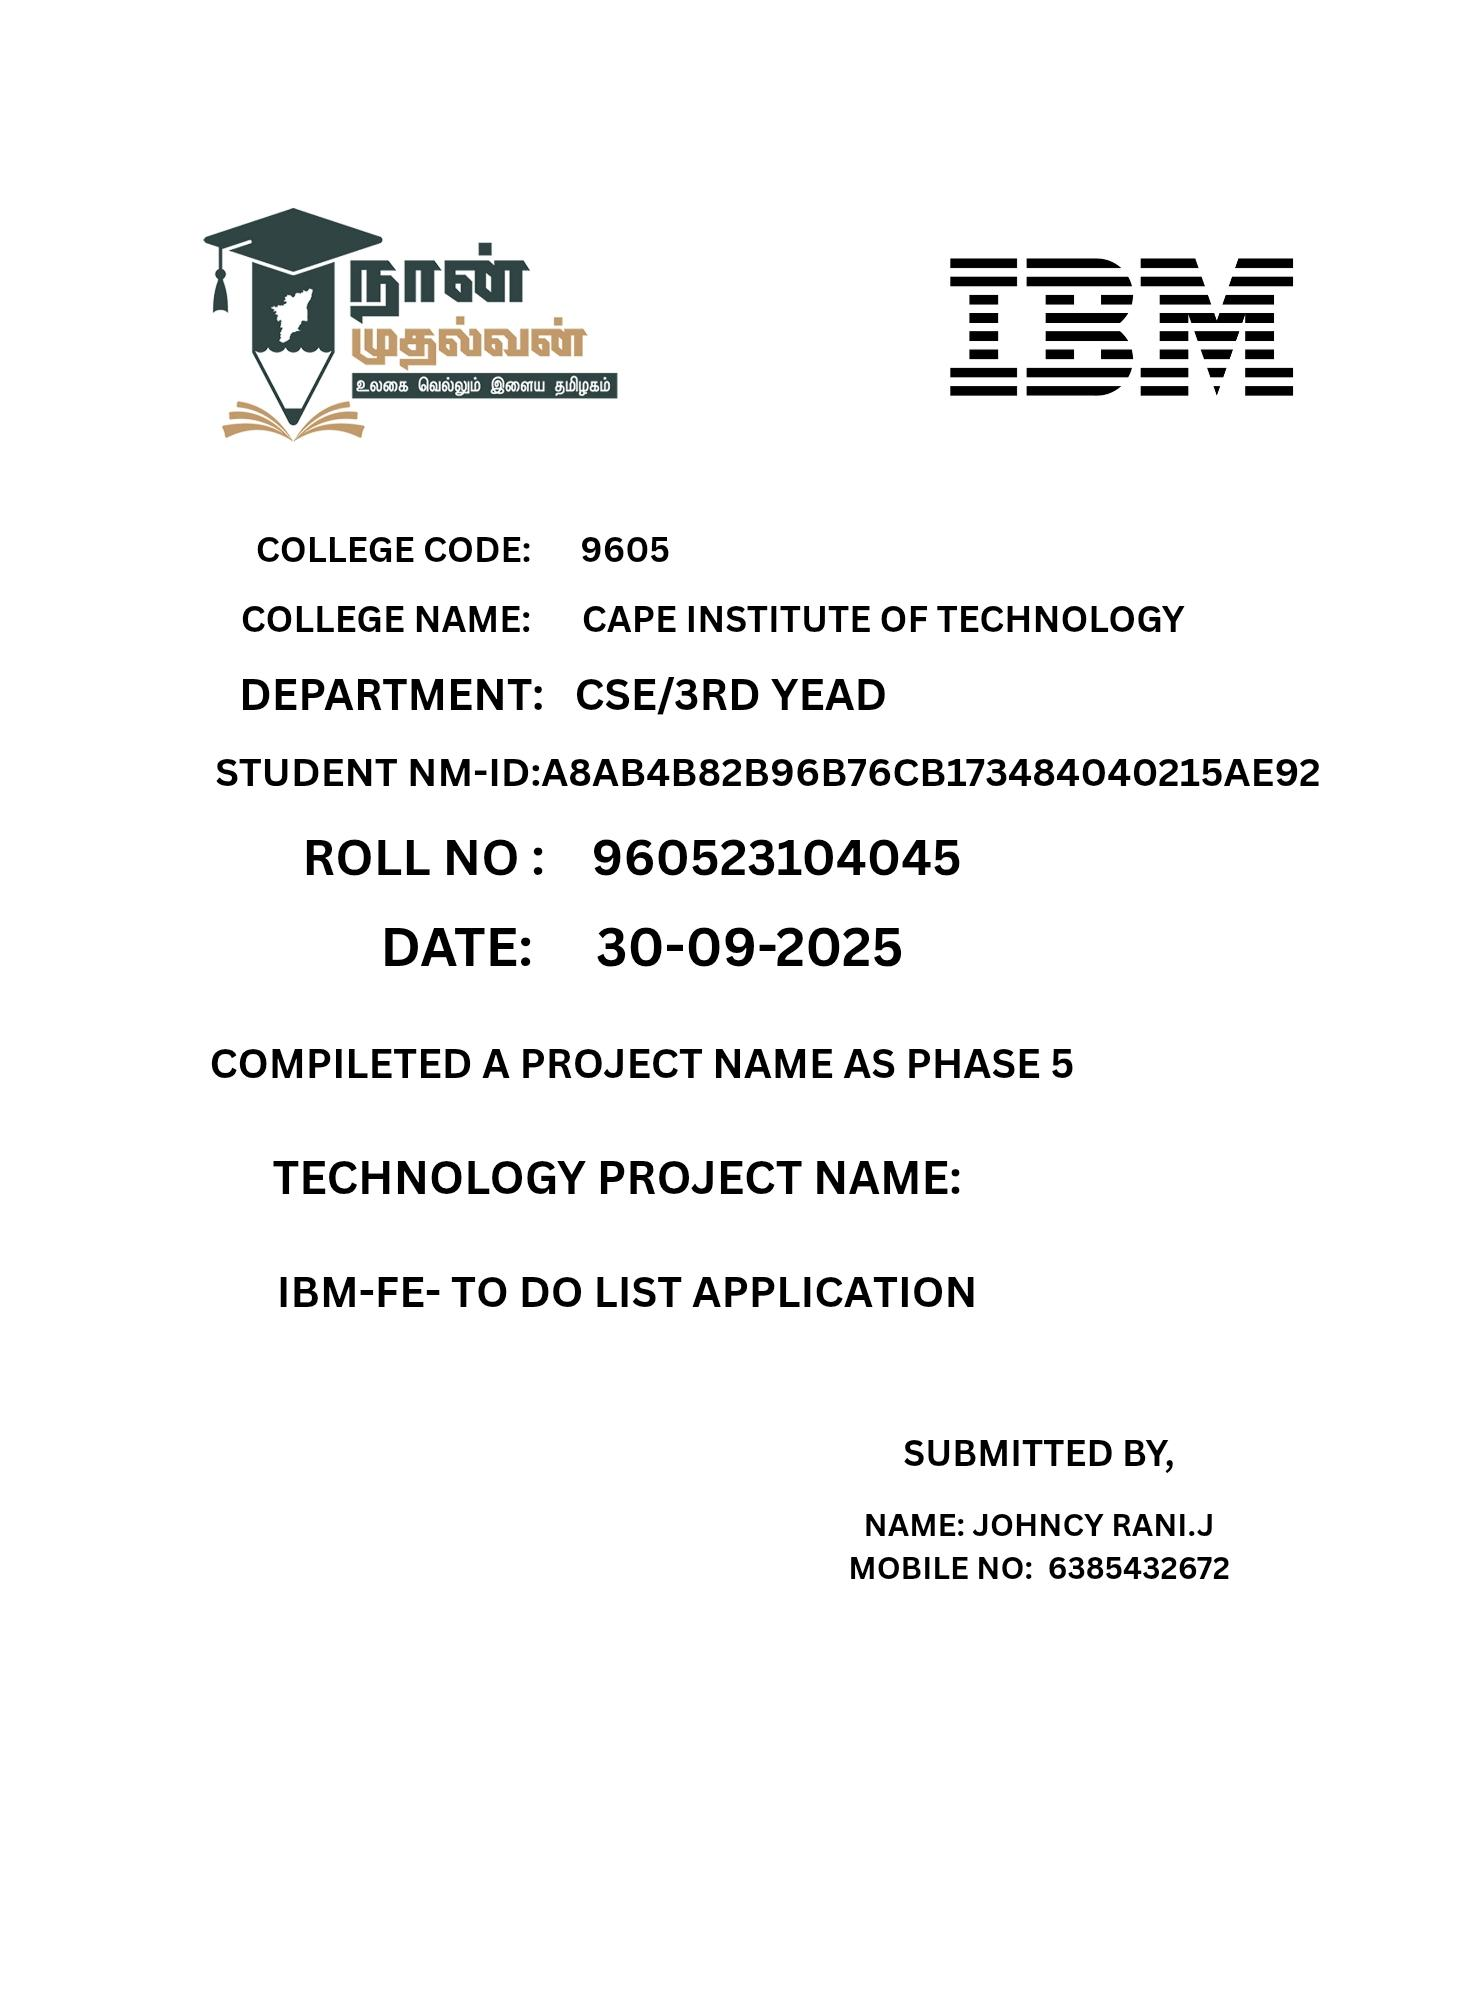 நான்
முதல்வன்
உலகை வெல்லும் இளைய தமிழகம்
IBM
COLLEGE CODE: 9605
COLLEGE NAME: CAPE INSTITUTE OF TECHNOLOGY
DEPARTMENT: CSE/3RD YEAD
STUDENT NM-ID:A8AB4B82B96B76CB173484040215AE92
ROLL NO : 960523104045
DATE: 30-09-2025
COMPILETED A PROJECT NAME AS PHASE 5
TECHNOLOGY PROJECT NAME:
IBM-FE- TO DO LIST APPLICATION
SUBMITTED BY,
NAME: JOHNCY RANI.J
MOBILE NO: 6385432672